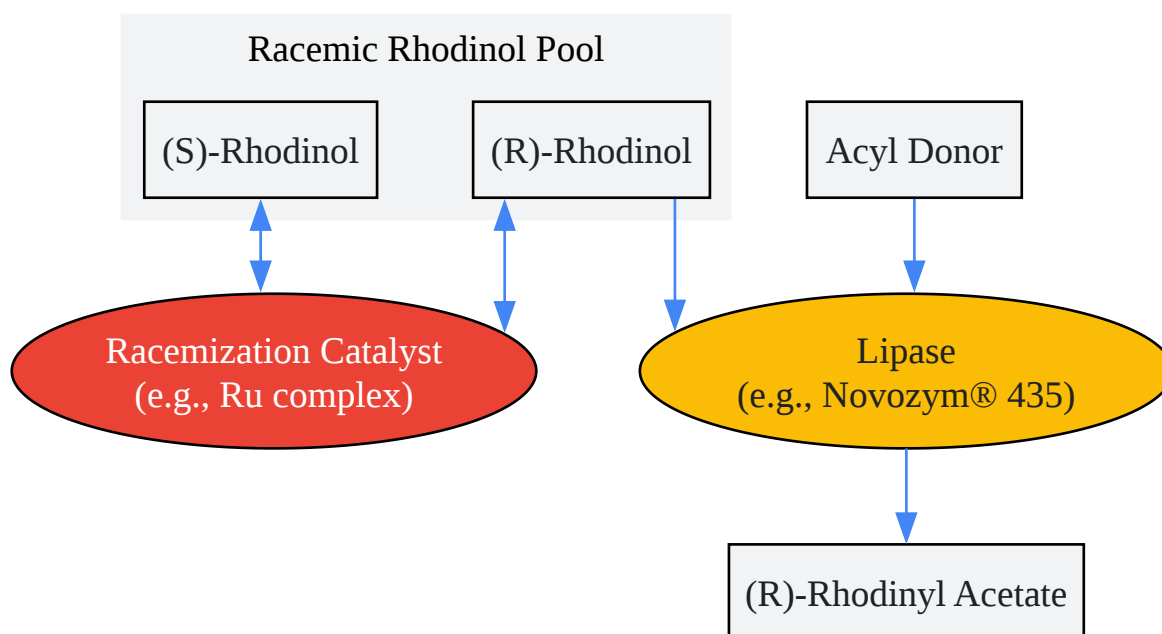 Racemic Rhodinol Pool
(S)-Rhodinol
(R)-Rhodinol
Acyl Donor
Racemization Catalyst
(e.g., Ru complex)
Lipase
(e.g., Novozym® 435)
(R)-Rhodinyl Acetate